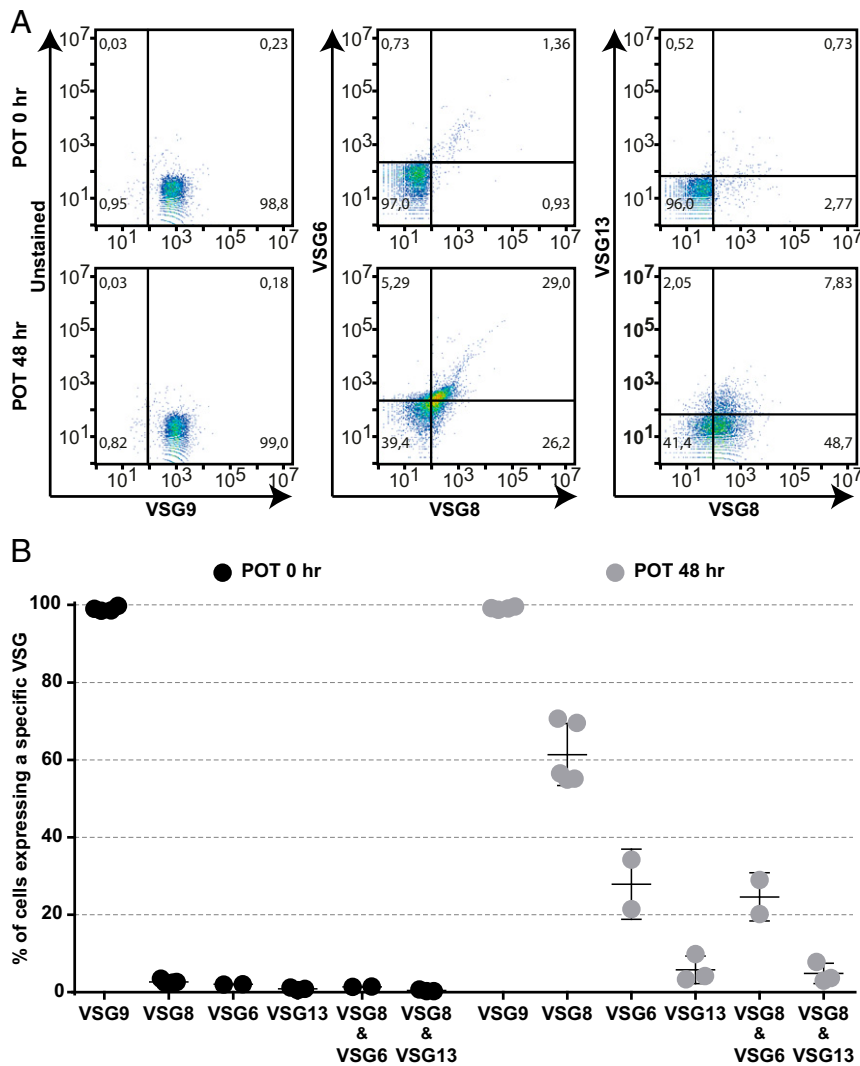 A
POT 0 hr
Unstained
10⁷
10⁵
10³
10¹
0,03 0,23
0,95 98,8
10¹ 10³ 10⁵ 10⁷
VSG6
10⁷
10⁵
10³
10¹
0,73 1,36
97,0 0,93
10¹ 10³ 10⁵ 10⁷
VSG13
10⁷
10⁵
10³
10¹
0,52 0,73
96,0 2,77
10¹ 10³ 10⁵ 10⁷
POT 48 hr
10⁷
10⁵
10³
10¹
0,03 0,18
0,82 99,0
10¹ 10³ 10⁵ 10⁷
VSG9
10⁷
10⁵
10³
10¹
5,29 29,0
39,4 26,2
10¹ 10³ 10⁵ 10⁷
VSG8
10⁷
10⁵
10³
10¹
2,05 7,83
41,4 48,7
10¹ 10³ 10⁵ 10⁷
VSG8
B
POT 0 hr POT 48 hr
% of cells expressing a specific VSG
100
80
60
40
20
0
VSG9 VSG8 VSG6 VSG13 VSG8 VSG8 VSG9 VSG8 VSG6 VSG13 VSG8 VSG8
& & & &
VSG6 VSG13 VSG6 VSG13